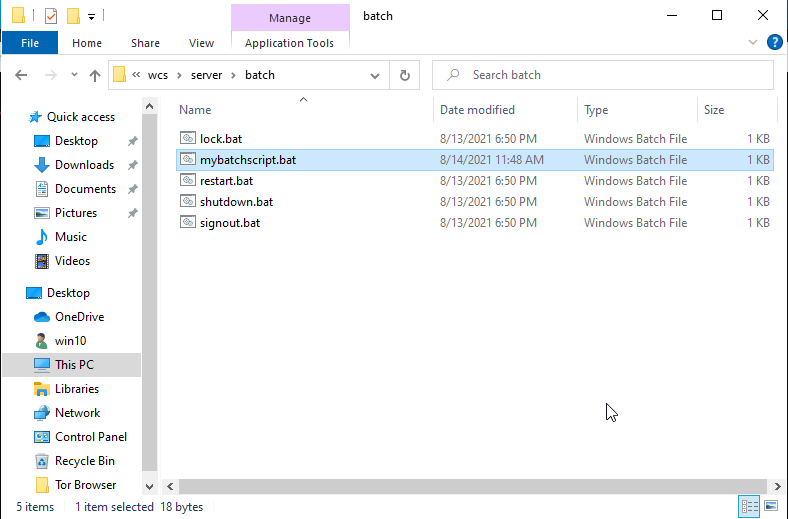 Manage
batch
File
Home
Share
View
Application Tools
?
« wcs › server › batch
Search batch
Name
Date modified
Type
Size
lock.bat 8/13/2021 6:50 PM Windows Batch File 1 KB
mybatchscript.bat 8/14/2021 11:48 AM Windows Batch File 1 KB
restart.bat 8/13/2021 6:50 PM Windows Batch File 1 KB
shutdown.bat 8/13/2021 6:50 PM Windows Batch File 1 KB
signout.bat 8/13/2021 6:50 PM Windows Batch File 1 KB
Quick access
Desktop
Downloads
Documents
Pictures
Music
Videos
Desktop
OneDrive
win10
This PC
Libraries
Network
Control Panel
Recycle Bin
Tor Browser
5 items 1 item selected 18 bytes